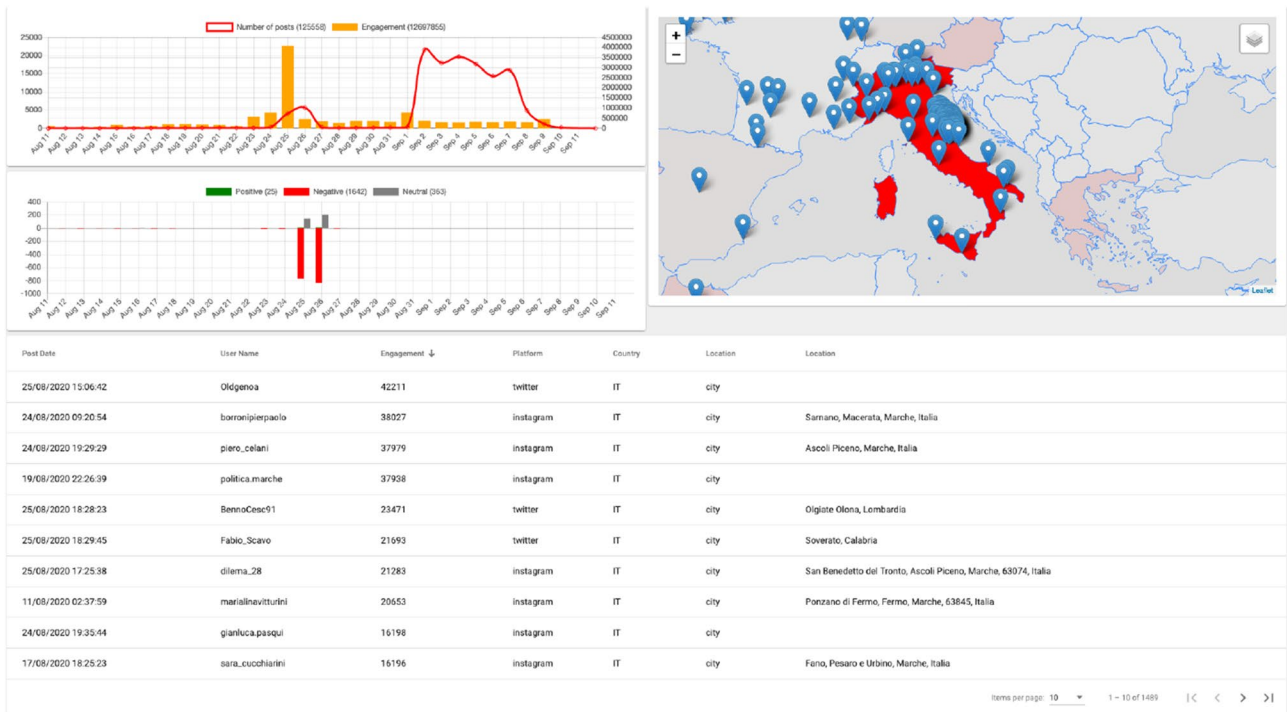 Number of posts (125558) Engagement (12697855)
25000 4500000
4000000
20000 3500000
3000000
15000 2500000
10000 2000000
1500000
5000 1000000
500000
0 0
Aug 11 Aug 12 Aug 13 Aug 14 Aug 15 Aug 16 Aug 17 Aug 18 Aug 19 Aug 20 Aug 21 Aug 22 Aug 23 Aug 24 Aug 25 Aug 26 Aug 27 Aug 28 Aug 29 Aug 30 Aug 31 Sep 1 Sep 2 Sep 3 Sep 4 Sep 5 Sep 6 Sep 7 Sep 8 Sep 9 Sep 10 Sep 11
Positive (25) Negative (1642) Neutral (353)
400
200
0
-200
-400
-600
-800
-1000
Aug 11 Aug 12 Aug 13 Aug 14 Aug 15 Aug 16 Aug 17 Aug 18 Aug 19 Aug 20 Aug 21 Aug 22 Aug 23 Aug 24 Aug 25 Aug 26 Aug 27 Aug 28 Aug 29 Aug 30 Aug 31 Sep 1 Sep 2 Sep 3 Sep 4 Sep 5 Sep 6 Sep 7 Sep 8 Sep 9 Sep 10 Sep 11
+
−
Leaflet
Post Date User Name Engagement ↓ Platform Country Location Location
25/08/2020 15:06:42 Oldgenoa 42211 twitter IT city
24/08/2020 09:20:54 borronipierpaolo 38027 instagram IT city Sarnano, Macerata, Marche, Italia
24/08/2020 19:29:29 piero_celani 37979 instagram IT city Ascoli Piceno, Marche, Italia
19/08/2020 22:26:39 politica.marche 37938 instagram IT city
25/08/2020 18:28:23 BennoCesc91 23471 twitter IT city Olgiate Olona, Lombardia
25/08/2020 18:29:45 Fabio_Scavo 21693 twitter IT city Soverato, Calabria
25/08/2020 17:25:38 dilema_28 21283 instagram IT city San Benedetto del Tronto, Ascoli Piceno, Marche, 63074, Italia
11/08/2020 02:37:59 marialinavitturini 20653 instagram IT city Ponzano di Fermo, Fermo, Marche, 63845, Italia
24/08/2020 19:35:44 gianluca.pasqui 16198 instagram IT city
17/08/2020 18:25:23 sara_cucchiarini 16196 instagram IT city Fano, Pesaro e Urbino, Marche, Italia
Items per page: 10 1 – 10 of 1489 |< < > >|